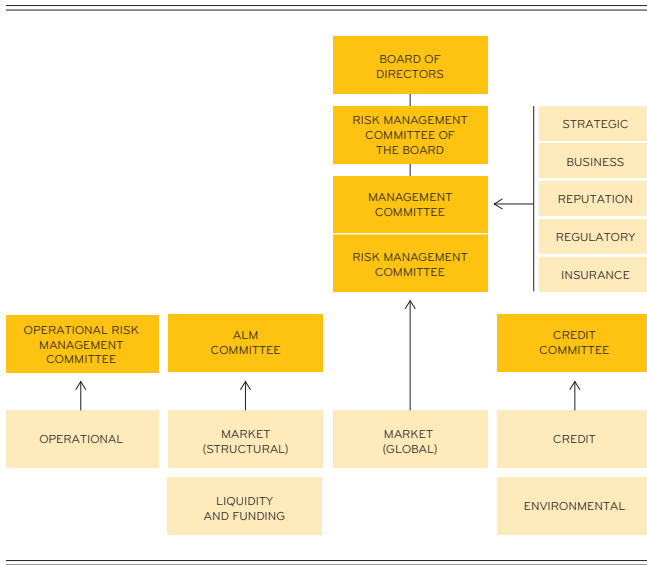 BOARD OF
DIRECTORS
RISK MANAGEMENT
COMMITTEE OF
THE BOARD
STRATEGIC
BUSINESS
MANAGEMENT
COMMITTEE
REPUTATION
REGULATORY
RISK MANAGEMENT
COMMITTEE
INSURANCE
OPERATIONAL RISK
MANAGEMENT
COMMITTEE
ALM
COMMITTEE
CREDIT
COMMITTEE
OPERATIONAL
MARKET
(STRUCTURAL)
MARKET
(GLOBAL)
CREDIT
LIQUIDITY
AND FUNDING
ENVIRONMENTAL